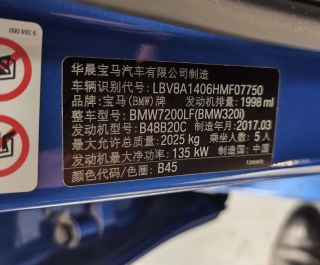 9 384 060
华晨宝马汽车有限公司制造
车辆识别代号: LBV8A1406HMF07750
品牌: 宝马(BMW)牌 发动机排量: 1998 ml
整车型号: BMW7200LF(BMW320i)
发动机型号: B48B20C 制造年月: 2017.03
最大允许总质量: 2025 kg 乘坐人数: 5 人
发动机最大净功率: 135 kW 制造国: 中国
颜色代码/色圈: B45